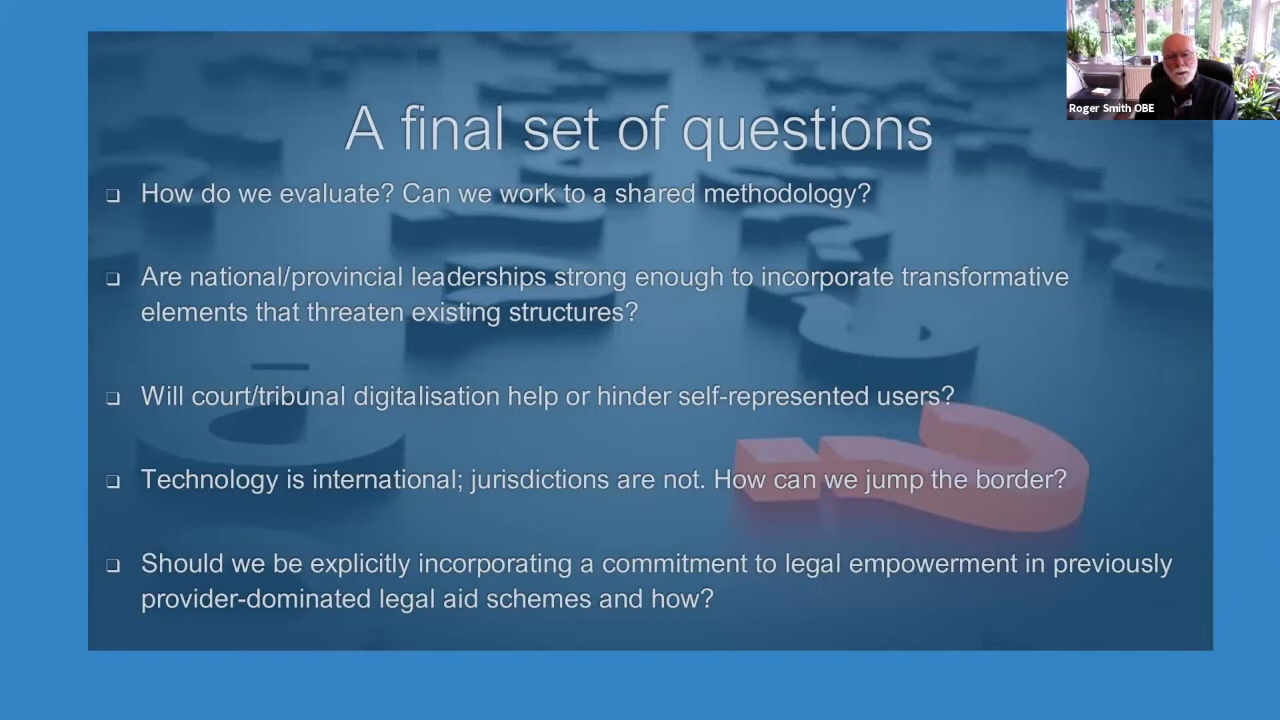 A final set of questions
How do we evaluate? Can we work to a shared methodology?
Are national/provincial leaderships strong enough to incorporate transformative
elements that threaten existing structures?
Will court/tribunal digitalisation help or hinder self-represented users?
Technology is international; jurisdictions are not. How can we jump the border?
Should we be explicitly incorporating a commitment to legal empowerment in previously
provider-dominated legal aid schemes and how?
Roger Smith OBE